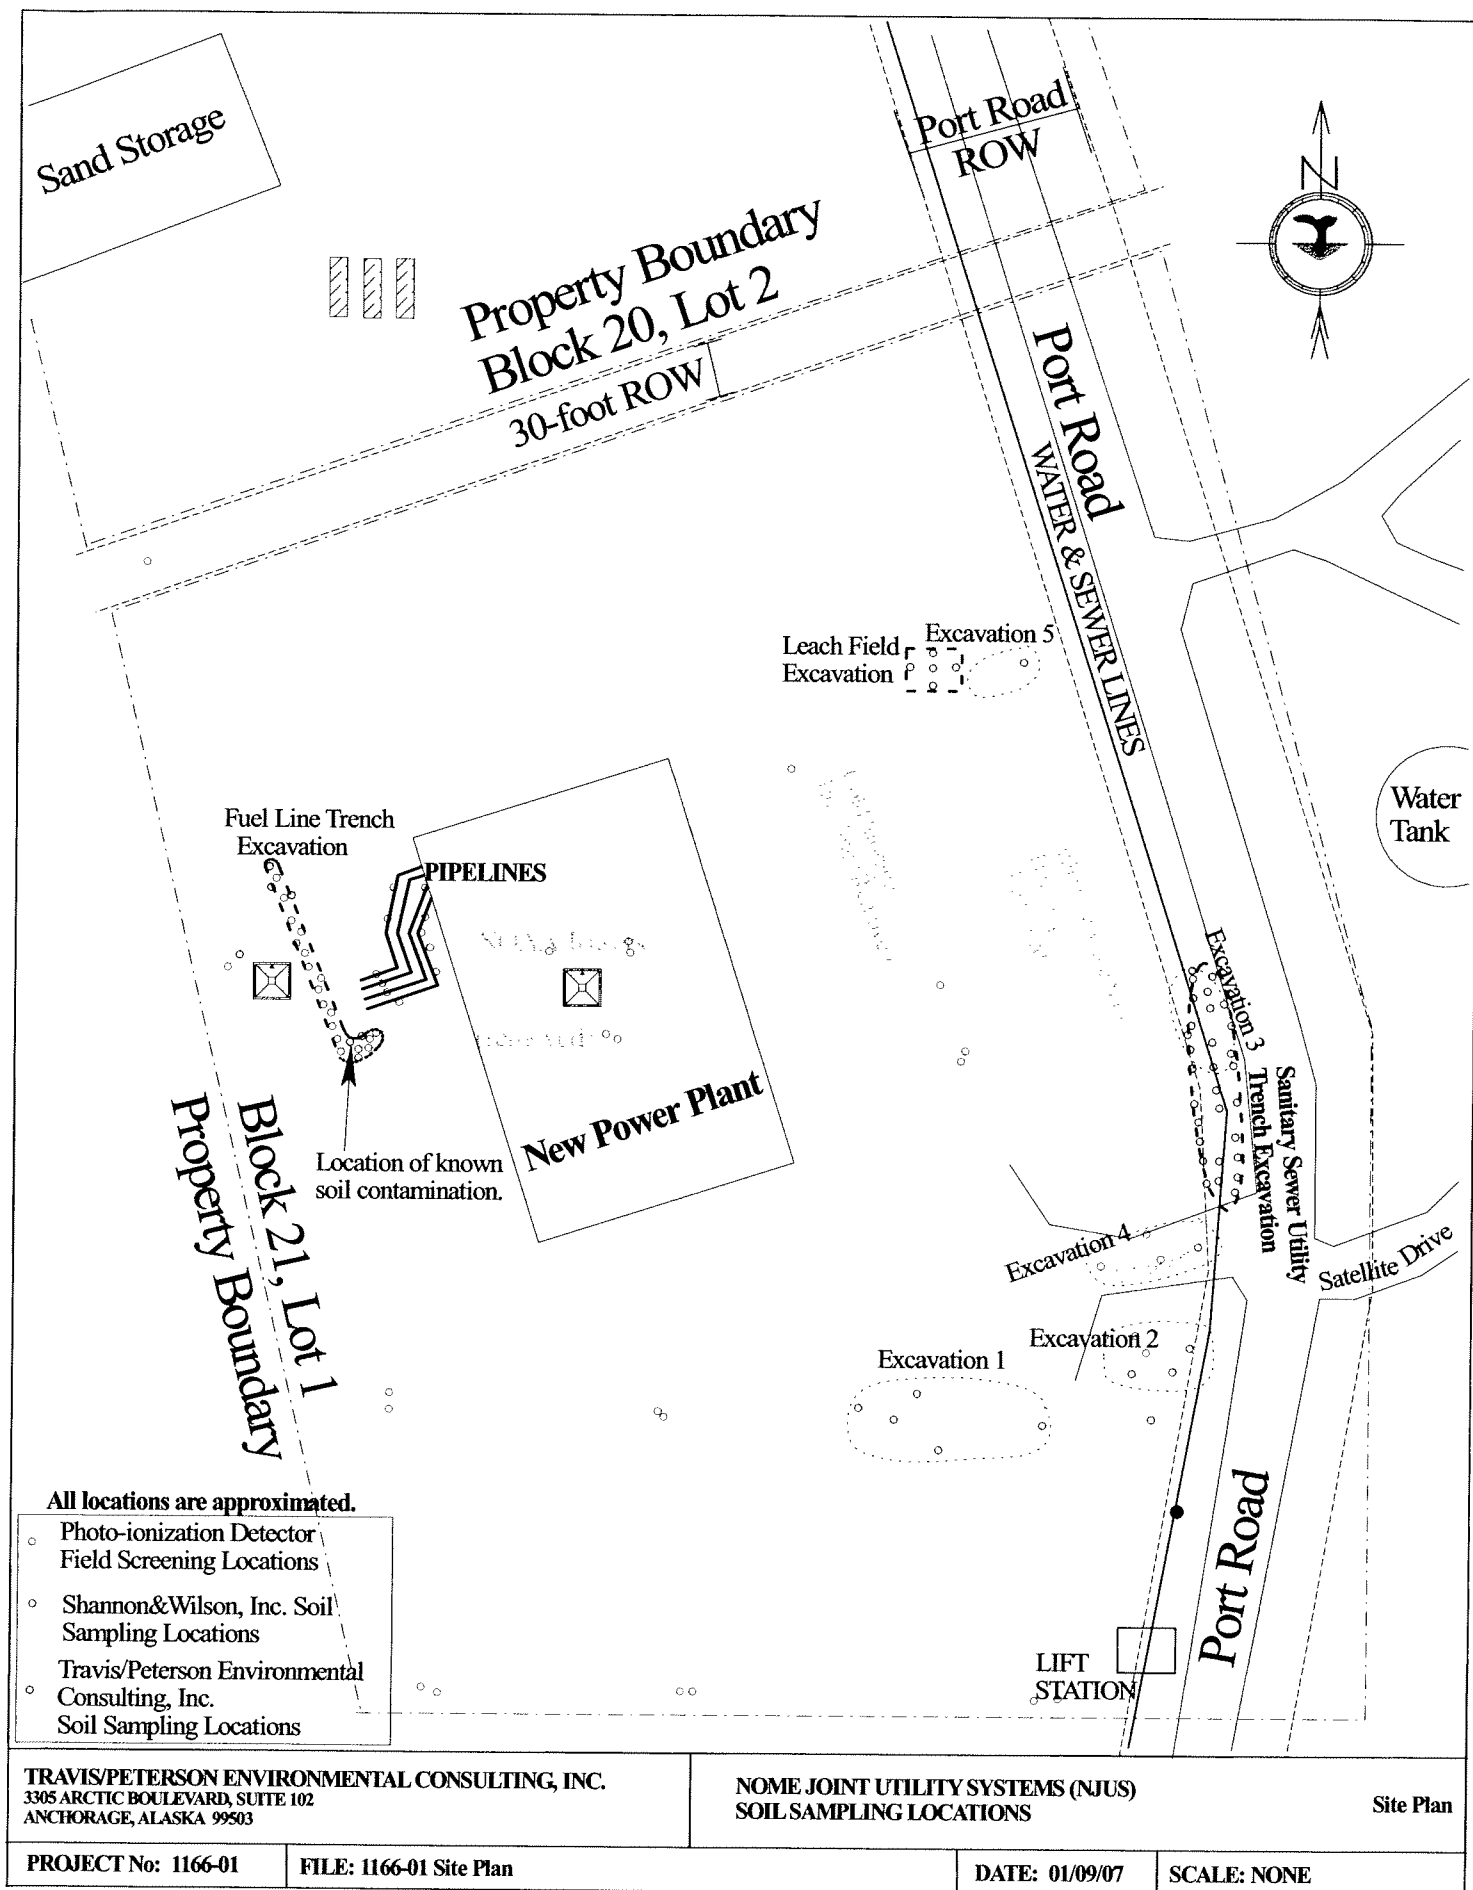 Sand Storage
Port Road
ROW
N
Property Boundary
Block 20, Lot 2
30-foot ROW
Port Road
WATER & SEWER LINES
Leach Field
Excavation
Excavation 5
Water
Tank
Fuel Line Trench
Excavation
PIPELINES
New Power Plant
Location of known
soil contamination.
Block 21, Lot 1
Property Boundary
Excavation 3
Sanitary Sewer Utility
Trench Excavation
Excavation 4
Satellite Drive
Excavation 2
Excavation 1
Port Road
LIFT
STATION
All locations are approximated.
Photo-ionization Detector
Field Screening Locations
Shannon&Wilson, Inc. Soil
Sampling Locations
Travis/Peterson Environmental
Consulting, Inc.
Soil Sampling Locations
TRAVIS/PETERSON ENVIRONMENTAL CONSULTING, INC.
3305 ARCTIC BOULEVARD, SUITE 102
ANCHORAGE, ALASKA 99503
NOME JOINT UTILITY SYSTEMS (NJUS)
SOIL SAMPLING LOCATIONS
Site Plan
PROJECT No: 1166-01
FILE: 1166-01 Site Plan
DATE: 01/09/07
SCALE: NONE